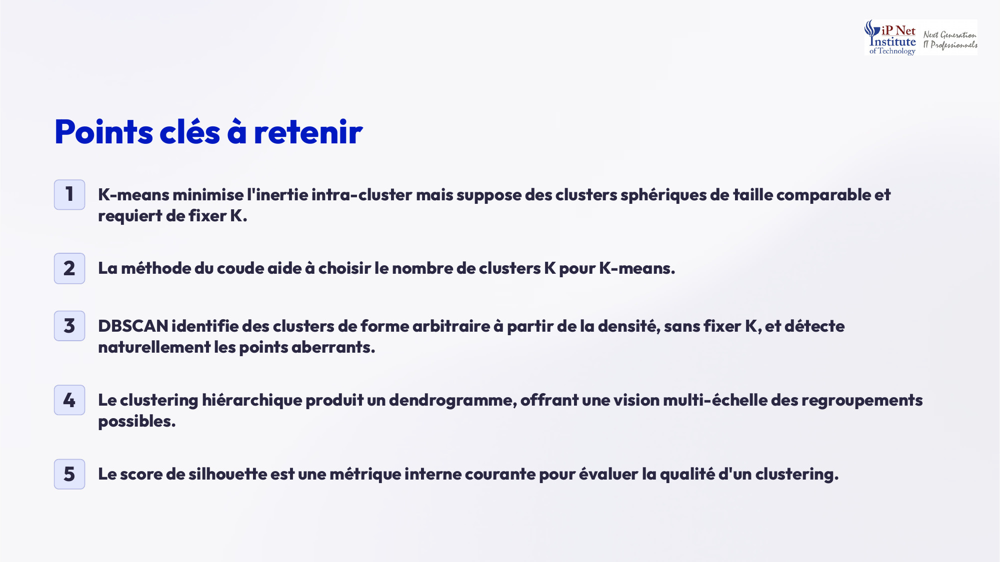 iP Net
Institute
of Technology
Next Generation
IT Professionnels
Points clés à retenir
1
K-means minimise l'inertie intra-cluster mais suppose des clusters sphériques de taille comparable et
requiert de fixer K.
2
La méthode du coude aide à choisir le nombre de clusters K pour K-means.
3
DBSCAN identifie des clusters de forme arbitraire à partir de la densité, sans fixer K, et détecte
naturellement les points aberrants.
4
Le clustering hiérarchique produit un dendrogramme, offrant une vision multi-échelle des regroupements
possibles.
5
Le score de silhouette est une métrique interne courante pour évaluer la qualité d'un clustering.